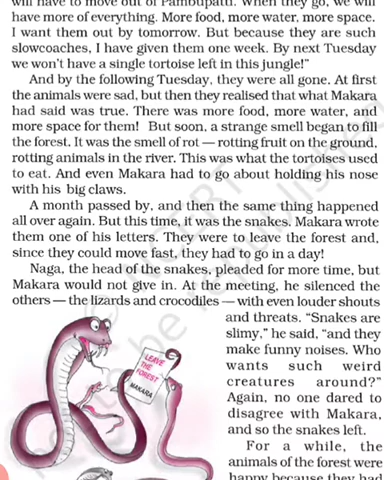 will have to move out of Pambupatti. When they go, we will
have more of everything. More food, more water, more space.
I want them out by tomorrow. But because they are such
slowcoaches, I have given them one week. By next Tuesday
we won't have a single tortoise left in this jungle!"
And by the following Tuesday, they were all gone. At first
the animals were sad, but then they realised that what Makara
had said was true. There was more food, more water, and
more space for them! But soon, a strange smell began to fill
the forest. It was the smell of rot — rotting fruit on the ground,
rotting animals in the river. This was what the tortoises used
to eat. And even Makara had to go about holding his nose
with his big claws.
A month passed by, and then the same thing happened
all over again. But this time, it was the snakes. Makara wrote
them one of his letters. They were to leave the forest and,
since they could move fast, they had to go in a day!
Naga, the head of the snakes, pleaded for more time, but
Makara would not give in. At the meeting, he silenced the
others — the lizards and crocodiles — with even louder shouts
and threats. "Snakes are
slimy," he said, "and they
make funny noises. Who
wants such weird
creatures around?"
Again, no one dared to
disagree with Makara,
and so the snakes left.
For a while, the
animals of the forest were
happy because they had
LEAVE
THE
FOREST
MAKARA